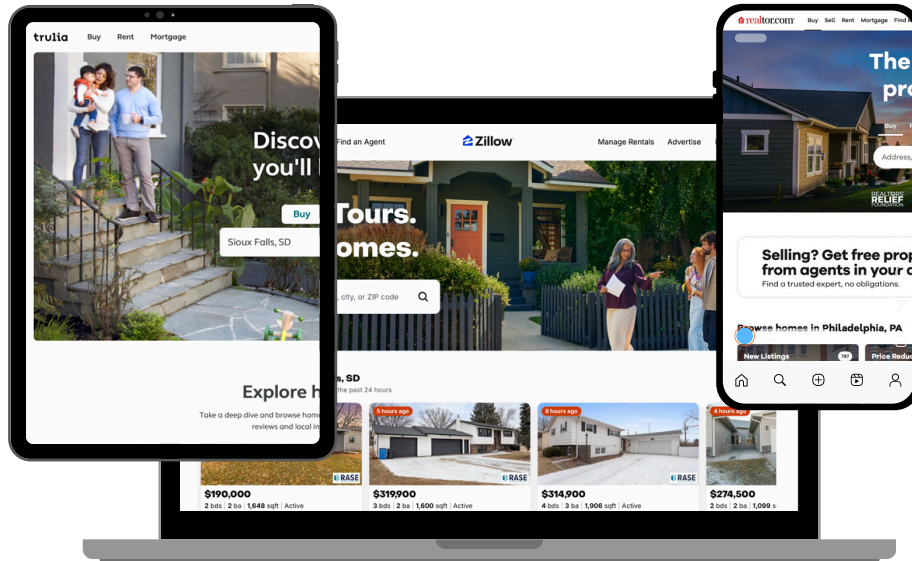 trulia
Buy Rent Mortgage
Discov
you'll
Buy
Sioux Falls, SD
Explore h
Take a deep dive and browse hom
reviews and local in
Find an Agent
Zillow
Manage Rentals Advertise
Tours.
omes.
, city, or ZIP code
s, SD
the past 24 hours
5 hours ago
8 hours ago
4 hours ago
RASE
RASE
RASE
$190,000
2 bds | 2 ba | 1,648 sqft | Active
$319,900
3 bds | 2 ba | 1,600 sqft | Active
$314,900
4 bds | 3 ba | 1,906 sqft | Active
$274,500
2 bds | 2 ba | 1,099 s
realtor.com
Buy Sell Rent Mortgage Find
The
pro
Buy
Address,
REALTORS
RELIEF
FOUNDATION
Selling? Get free prop
from agents in your a
Find a trusted expert, no obligations.
Browse homes in Philadelphia, PA
New Listings
797
Price Reduc